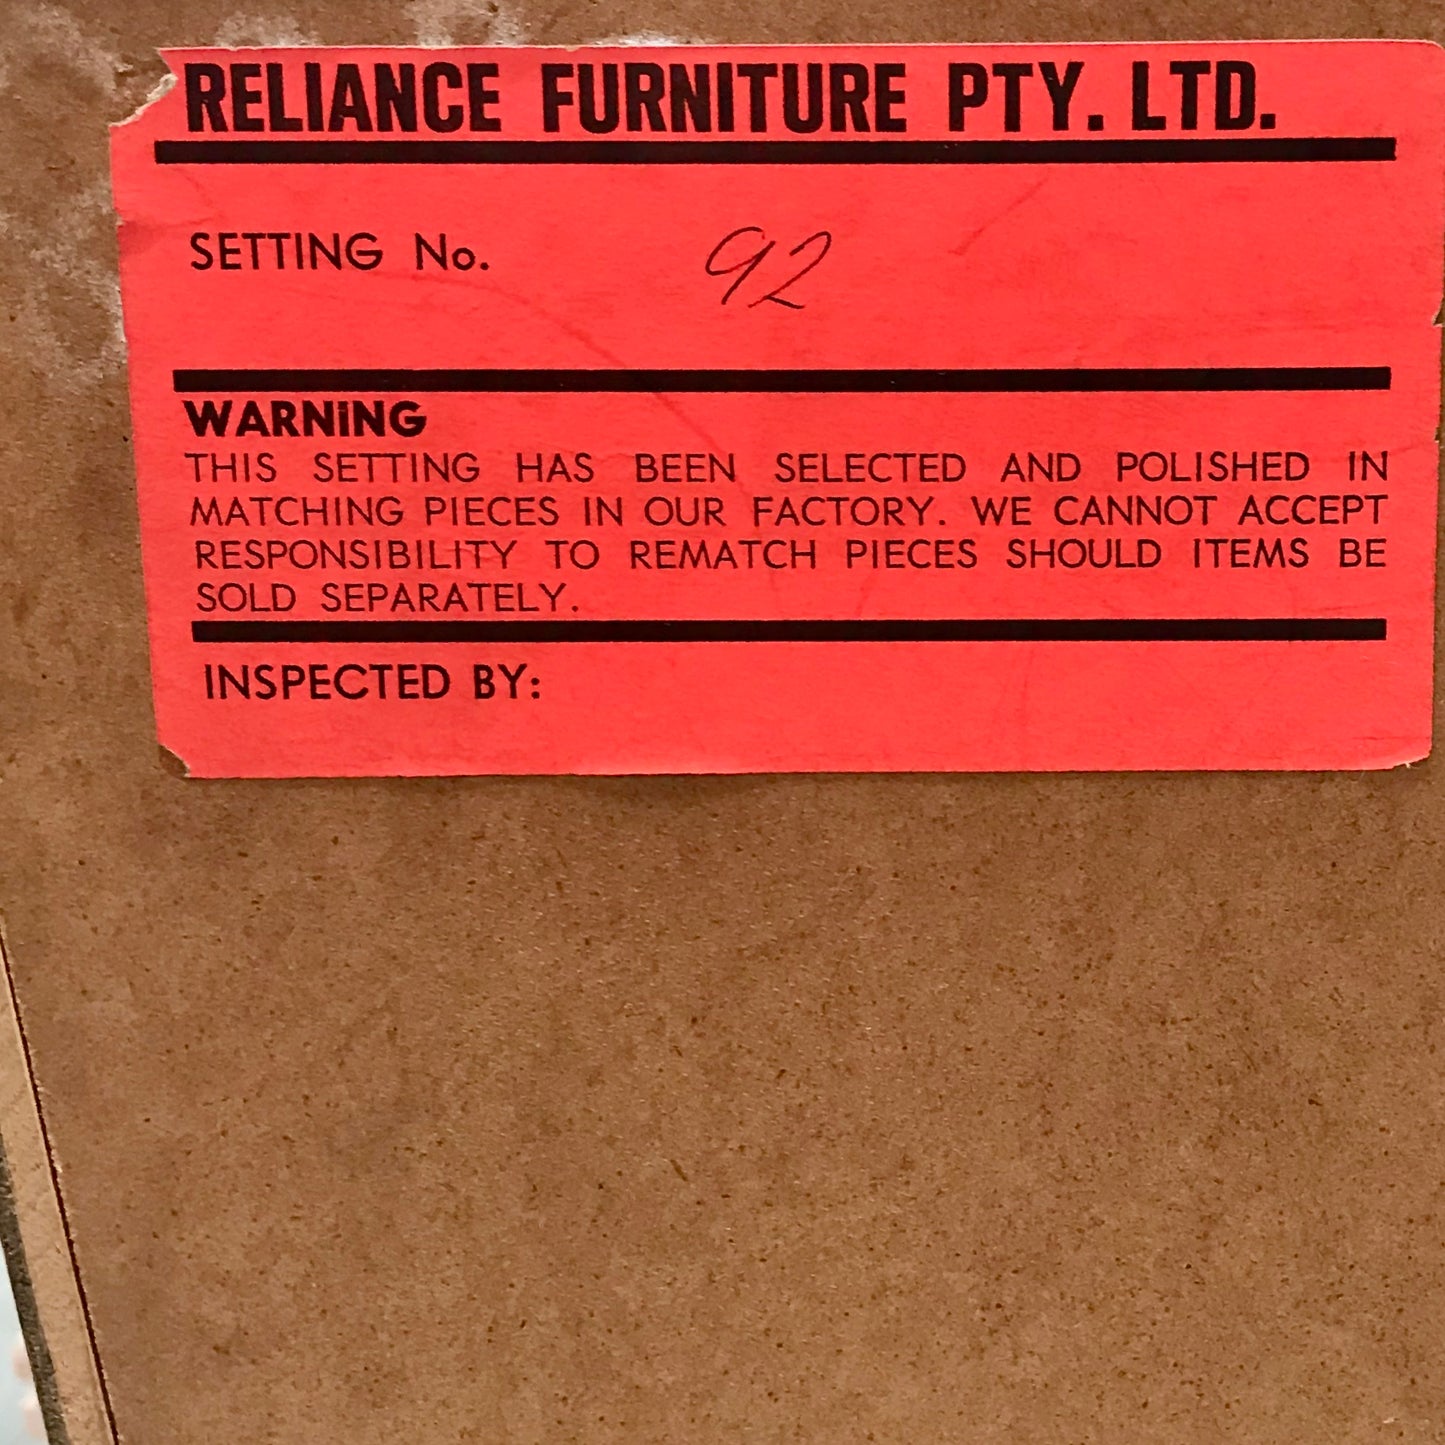 RELIANCE FURNITURE PTY. LTD.
SETTING No. 92
WARNING
THIS SETTING HAS BEEN SELECTED AND POLISHED IN
MATCHING PIECES IN OUR FACTORY. WE CANNOT ACCEPT
RESPONSIBILITY TO REMATCH PIECES SHOULD ITEMS BE
SOLD SEPARATELY.
INSPECTED BY: